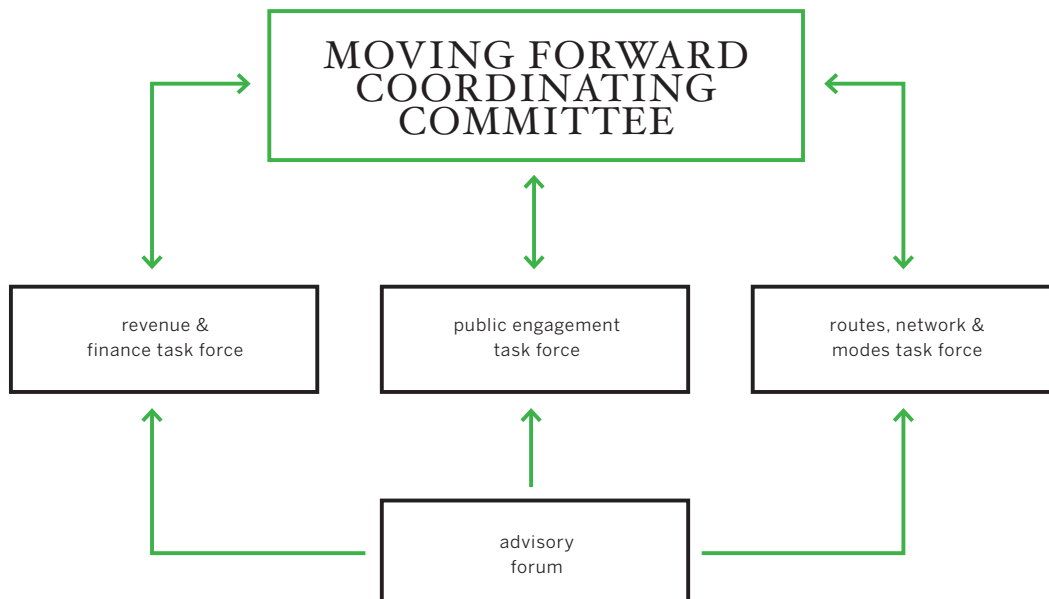 MOVING FORWARD
COORDINATING
COMMITTEE
revenue &
finance task force
public engagement
task force
routes, network &
modes task force
advisory
forum